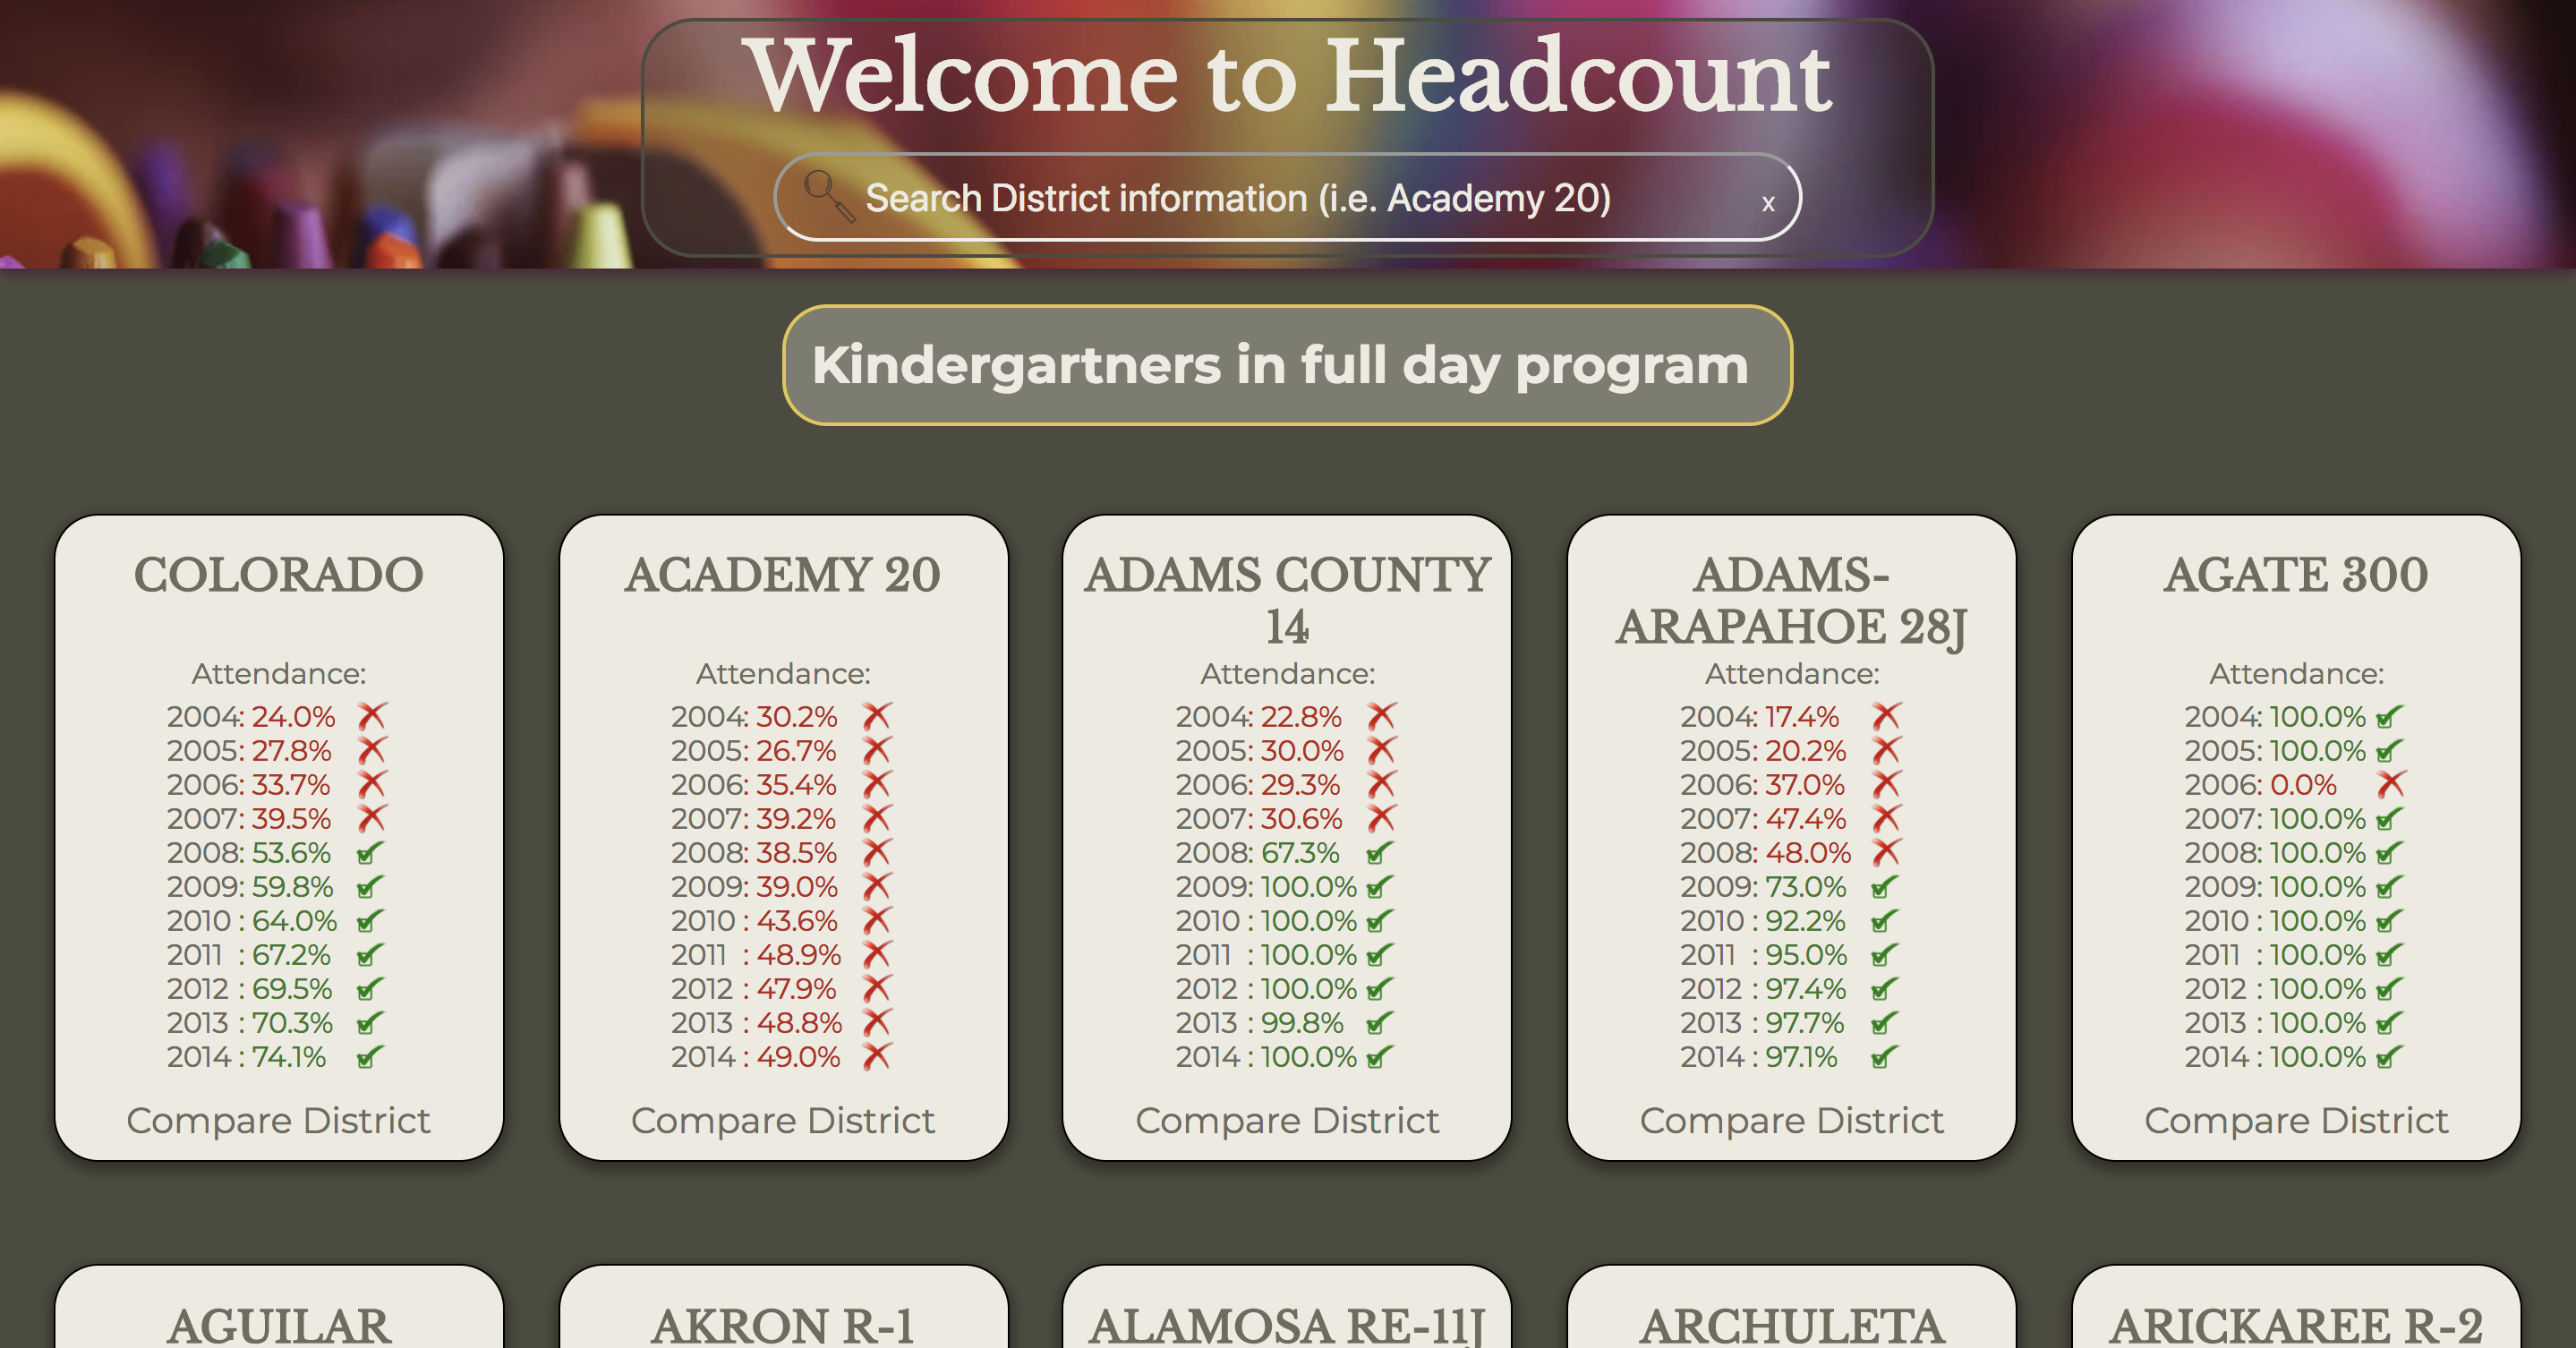 Welcome to Headcount
Search District information (i.e. Academy 20)
x
Kindergartners in full day program
COLORADO
Attendance:
2004: 24.0%
2005: 27.8%
2006: 33.7%
2007: 39.5%
2008: 53.6%
2009: 59.8%
2010 : 64.0%
2011 : 67.2%
2012 : 69.5%
2013 : 70.3%
2014 : 74.1%
Compare District
ACADEMY 20
Attendance:
2004: 30.2%
2005: 26.7%
2006: 35.4%
2007: 39.2%
2008: 38.5%
2009: 39.0%
2010 : 43.6%
2011 : 48.9%
2012 : 47.9%
2013 : 48.8%
2014 : 49.0%
Compare District
ADAMS COUNTY
14
Attendance:
2004: 22.8%
2005: 30.0%
2006: 29.3%
2007: 30.6%
2008: 67.3%
2009: 100.0%
2010 : 100.0%
2011 : 100.0%
2012 : 100.0%
2013 : 99.8%
2014 : 100.0%
Compare District
ADAMS-
ARAPAHOE 28J
Attendance:
2004: 17.4%
2005: 20.2%
2006: 37.0%
2007: 47.4%
2008: 48.0%
2009: 73.0%
2010 : 92.2%
2011 : 95.0%
2012 : 97.4%
2013 : 97.7%
2014 : 97.1%
Compare District
AGATE 300
Attendance:
2004: 100.0%
2005: 100.0%
2006: 0.0%
2007: 100.0%
2008: 100.0%
2009: 100.0%
2010 : 100.0%
2011 : 100.0%
2012 : 100.0%
2013 : 100.0%
2014 : 100.0%
Compare District
AGUILAR
AKRON R-1
ALAMOSA RE-11J
ARCHULETA
ARICKAREE R-2